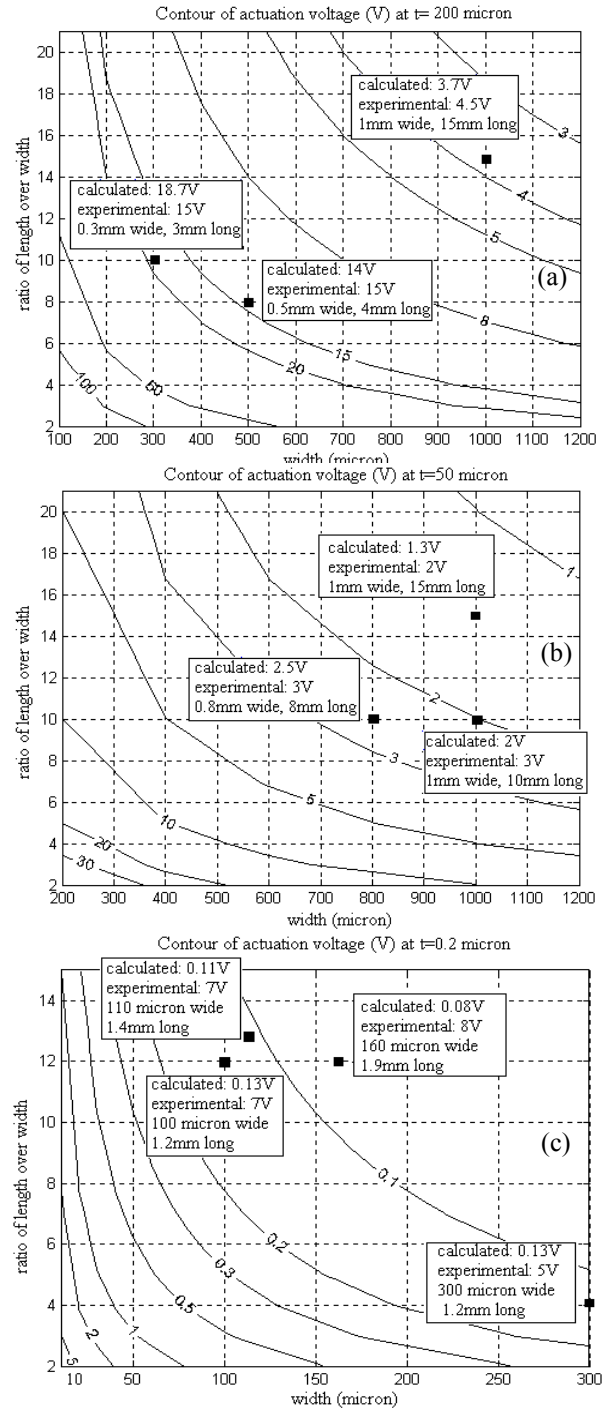 Contour of actuation voltage (V) at t= 200 micron
20
18
16
14
12
10
8
6
4
2
ratio of length over width
calculated: 3.7V
experimental: 4.5V
1mm wide, 15mm long
3
4
5
calculated: 18.7V
experimental: 15V
0.3mm wide, 3mm long
calculated: 14V
experimental: 15V
0.5mm wide, 4mm long
(a)
8
15
20
60
100
100 200 300 400 500 600 700 800 900 1000 1100 1200
width (micron)
Contour of actuation voltage (V) at t=50 micron
20
18
16
14
12
10
8
6
4
2
ratio of length over width
calculated: 1.3V
experimental: 2V
1mm wide, 15mm long
1
(b)
calculated: 2.5V
experimental: 3V
0.8mm wide, 8mm long
2
calculated: 2V
experimental: 3V
1mm wide, 10mm long
3
5
10
20
30
200 300 400 500 600 700 800 900 1000 1100 1200
width (micron)
Contour of actuation voltage (V) at t=0.2 micron
14
12
10
8
6
4
2
ratio of length over width
calculated: 0.11V
experimental: 7V
110 micron wide
1.4mm long
calculated: 0.08V
experimental: 8V
160 micron wide
1.9mm long
calculated: 0.13V
experimental: 7V
100 micron wide
1.2mm long
(c)
0.1
0.2
calculated: 0.13V
experimental: 5V
300 micron wide
1.2mm long
0.3
0.5
1
2
5
10 50 100 150 200 250 300
width (micron)